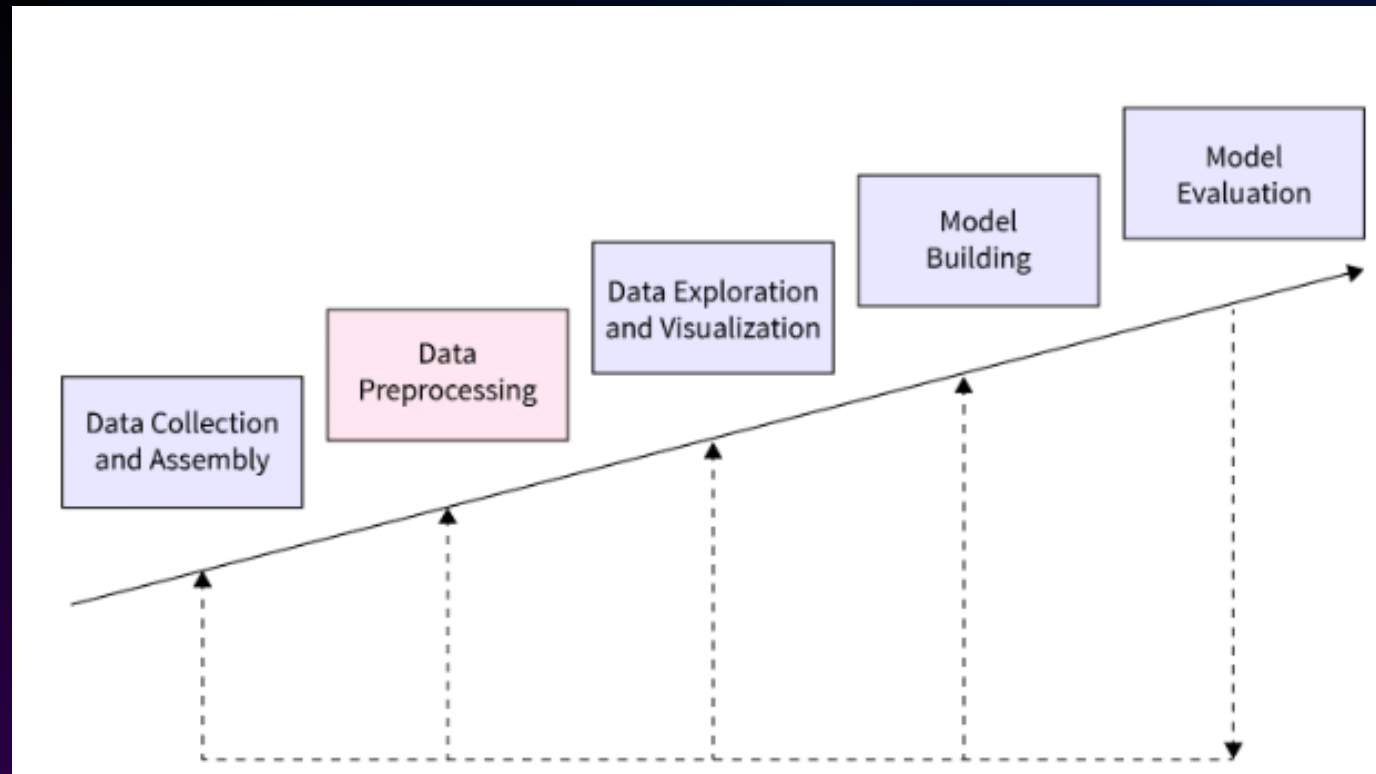 Data Collection
and Assembly
Data
Preprocessing
Data Exploration
and Visualization
Model
Building
Model
Evaluation